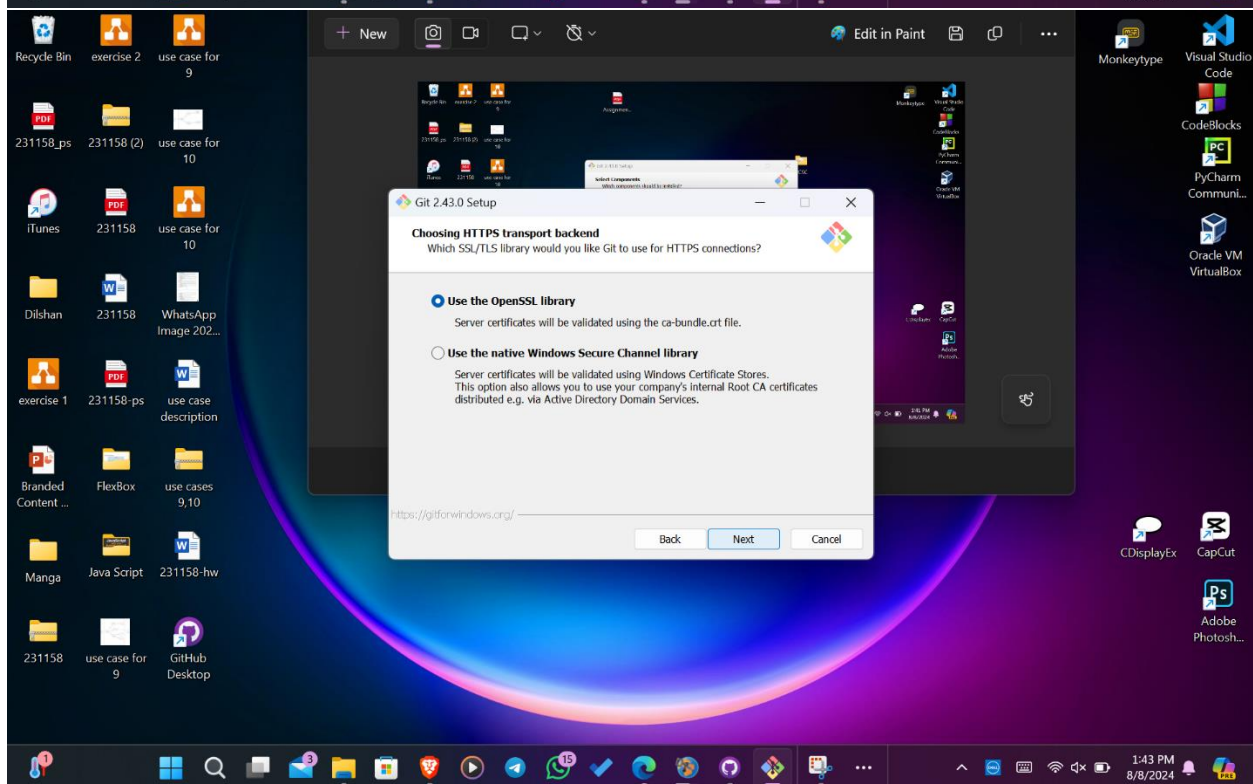 + New
Edit in Paint
Recycle Bin
exercise 2
use case for
9
Monkeytype
Visual Studio
Code
231158_ps
231158 (2)
use case for
10
CodeBlocks
PyCharm
Communi...
iTunes
231158
use case for
10
Oracle VM
VirtualBox
Dilshan
231158
WhatsApp
Image 202...
exercise 1
231158-ps
use case
description
Branded
Content ...
FlexBox
use cases
9,10
Manga
Java Script
231158-hw
231158
use case for
9
GitHub
Desktop
CDisplayEx
CapCut
Adobe
Photosh...
Git 2.43.0 Setup
Choosing HTTPS transport backend
Which SSL/TLS library would you like Git to use for HTTPS connections?
Use the OpenSSL library
Server certificates will be validated using the ca-bundle.crt file.
Use the native Windows Secure Channel library
Server certificates will be validated using Windows Certificate Stores.
This option also allows you to use your company's internal Root CA certificates
distributed e.g. via Active Directory Domain Services.
https://gitforwindows.org/
Back
Next
Cancel
1:43 PM
8/8/2024